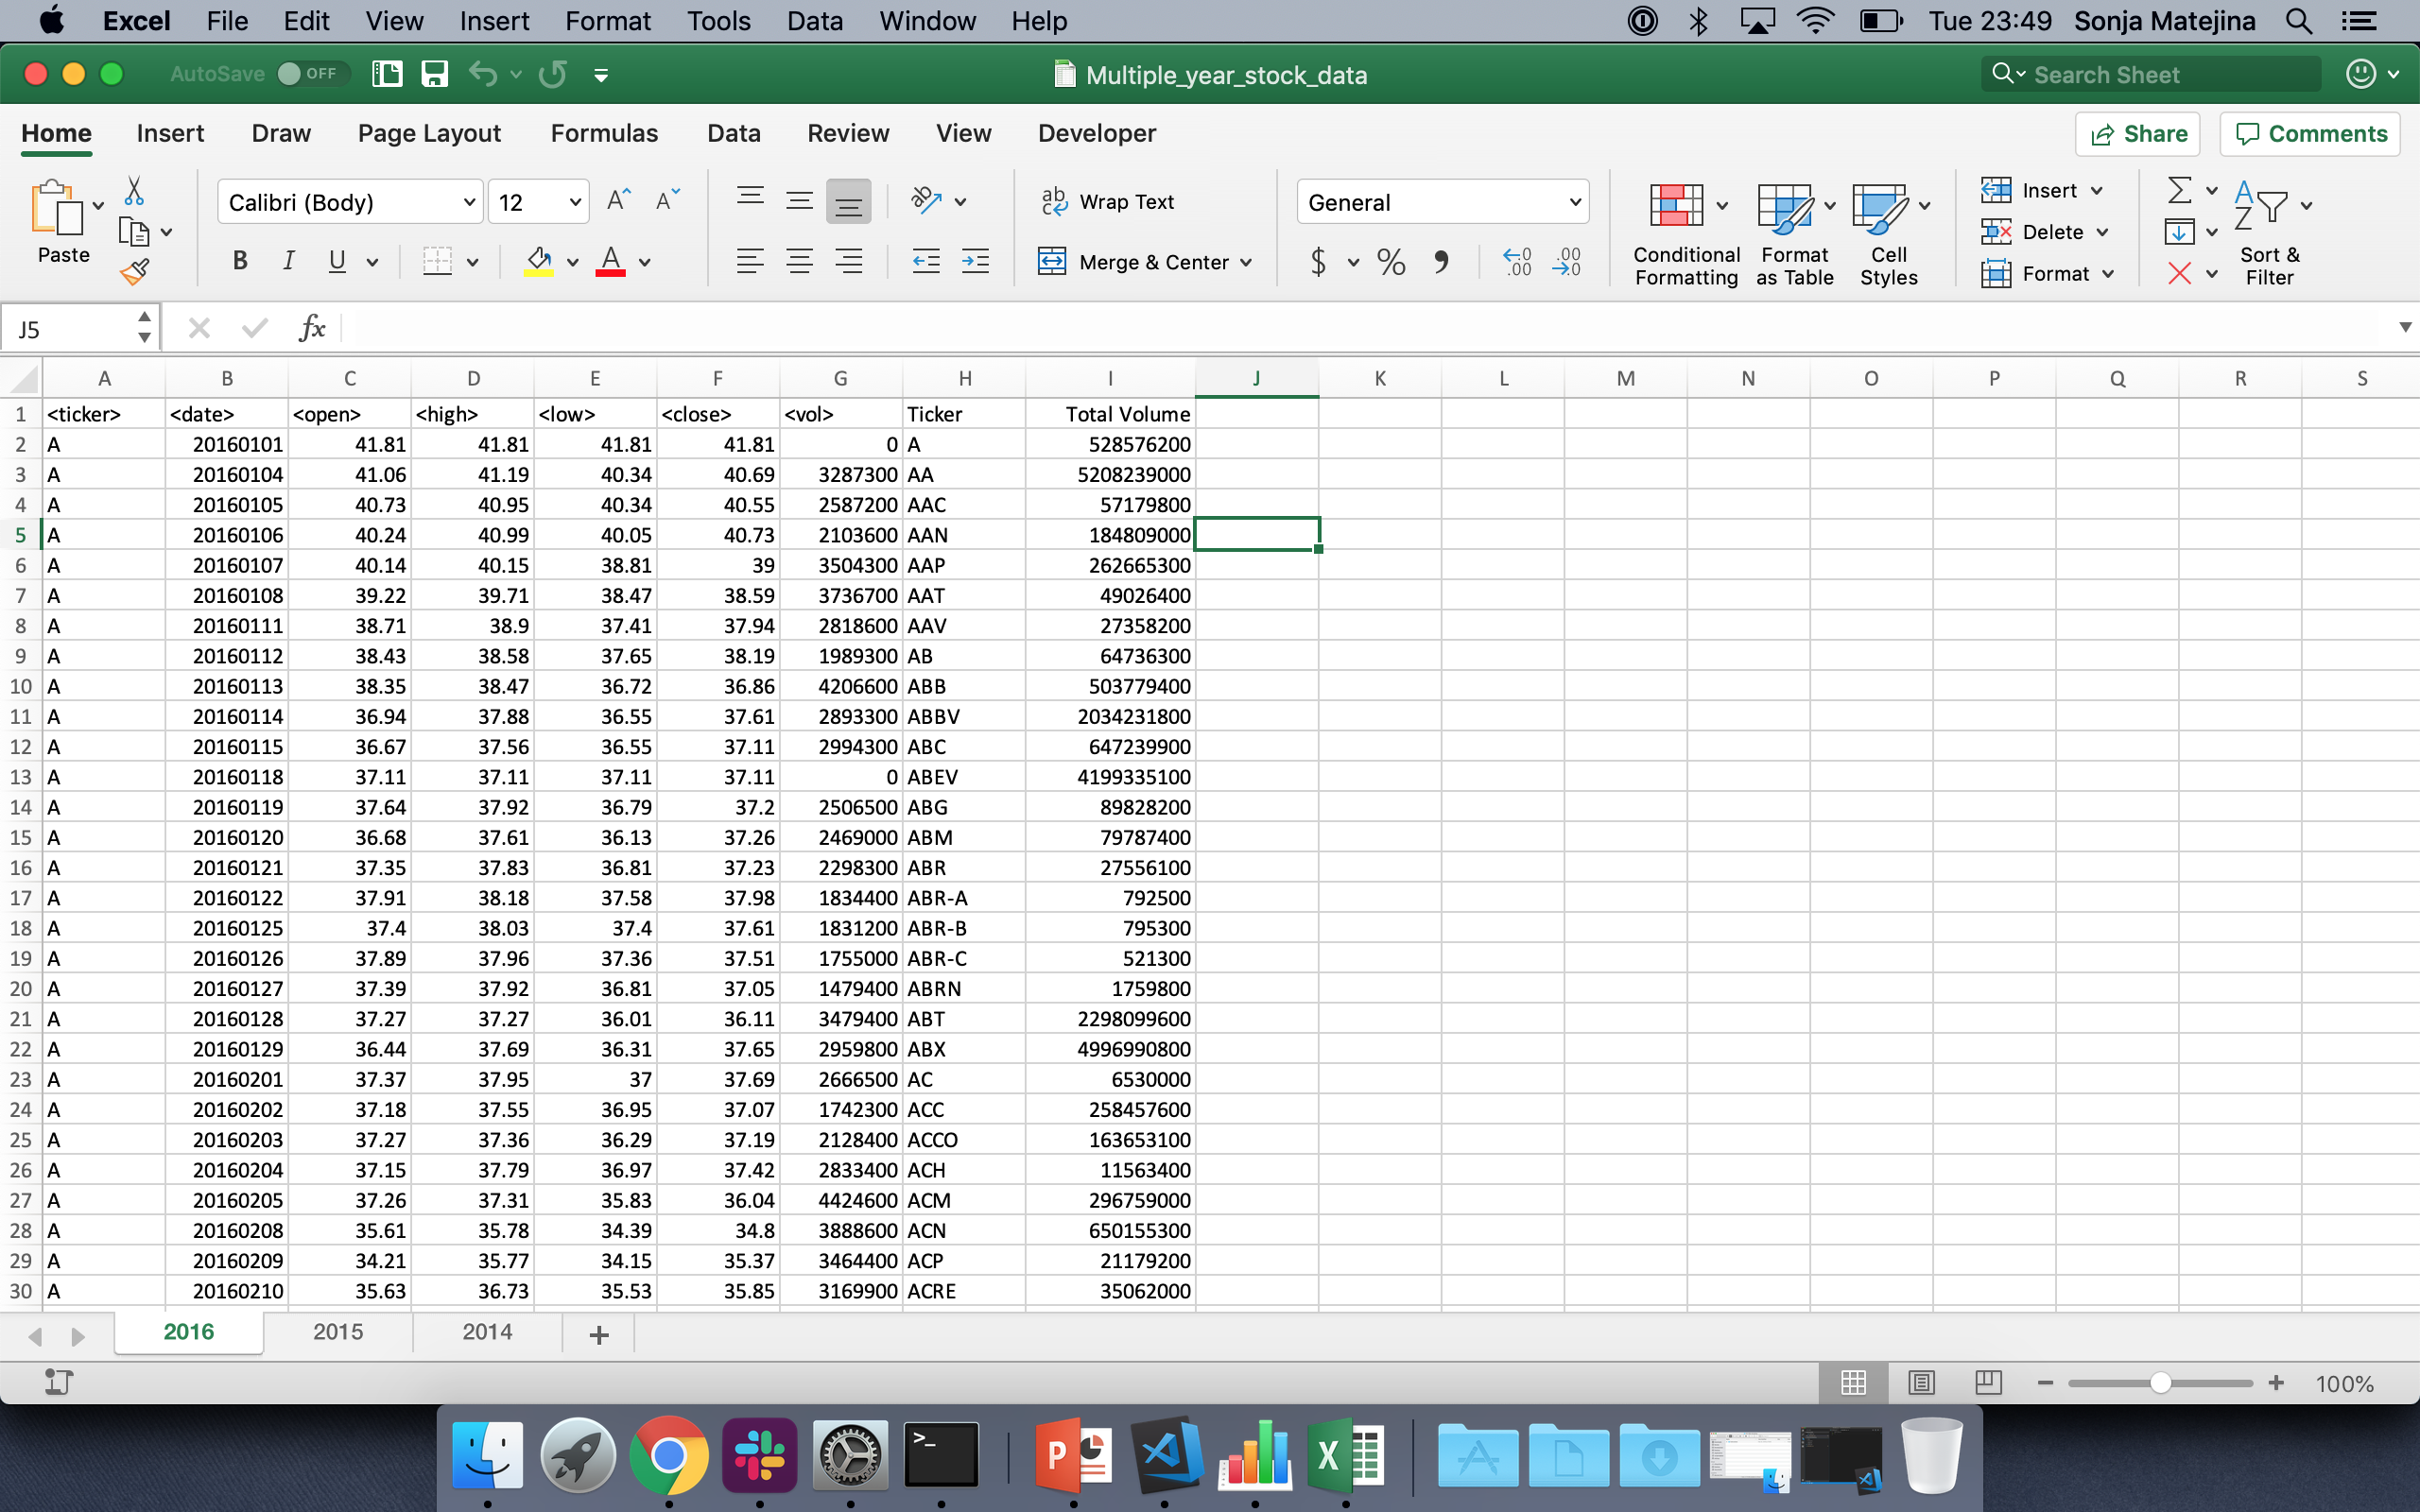 Excel File Edit View Insert Format Tools Data Window Help Tue 23:49 Sonja Matejina
AutoSave OFF Multiple_year_stock_data Search Sheet
Home Insert Draw Page Layout Formulas Data Review View Developer Share Comments
Paste Calibri (Body) 12 A A ab Wrap Text General Insert
B I U A Merge & Center $ % Conditional Formatting Format as Table Cell Styles Delete Format Sort & Filter
J5 fx
A B C D E F G H I J K L M N O P Q R S
1 <ticker> <date> <open> <high> <low> <close> <vol> Ticker Total Volume
2 A 20160101 41.81 41.81 41.81 41.81 0 A 528576200
3 A 20160104 41.06 41.19 40.34 40.69 3287300 AA 5208239000
4 A 20160105 40.73 40.95 40.34 40.55 2587200 AAC 57179800
5 A 20160106 40.24 40.99 40.05 40.73 2103600 AAN 184809000
6 A 20160107 40.14 40.15 38.81 39 3504300 AAP 262665300
7 A 20160108 39.22 39.71 38.47 38.59 3736700 AAT 49026400
8 A 20160111 38.71 38.9 37.41 37.94 2818600 AAV 27358200
9 A 20160112 38.43 38.58 37.65 38.19 1989300 AB 64736300
10 A 20160113 38.35 38.47 36.72 36.86 4206600 ABB 503779400
11 A 20160114 36.94 37.88 36.55 37.61 2893300 ABBV 2034231800
12 A 20160115 36.67 37.56 36.55 37.11 2994300 ABC 647239900
13 A 20160118 37.11 37.11 37.11 37.11 0 ABEV 4199335100
14 A 20160119 37.64 37.92 36.79 37.2 2506500 ABG 89828200
15 A 20160120 36.68 37.61 36.13 37.26 2469000 ABM 79787400
16 A 20160121 37.35 37.83 36.81 37.23 2298300 ABR 27556100
17 A 20160122 37.91 38.18 37.58 37.98 1834400 ABR-A 792500
18 A 20160125 37.4 38.03 37.4 37.61 1831200 ABR-B 795300
19 A 20160126 37.89 37.96 37.36 37.51 1755000 ABR-C 521300
20 A 20160127 37.39 37.92 36.81 37.05 1479400 ABRN 1759800
21 A 20160128 37.27 37.27 36.01 36.11 3479400 ABT 2298099600
22 A 20160129 36.44 37.69 36.31 37.65 2959800 ABX 4996990800
23 A 20160201 37.37 37.95 37 37.69 2666500 AC 6530000
24 A 20160202 37.18 37.55 36.95 37.07 1742300 ACC 258457600
25 A 20160203 37.27 37.36 36.29 37.19 2128400 ACCO 163653100
26 A 20160204 37.15 37.79 36.97 37.42 2833400 ACH 11563400
27 A 20160205 37.26 37.31 35.83 36.04 4424600 ACM 296759000
28 A 20160208 35.61 35.78 34.39 34.8 3888600 ACN 650155300
29 A 20160209 34.21 35.77 34.15 35.37 3464400 ACP 21179200
30 A 20160210 35.63 36.73 35.53 35.85 3169900 ACRE 35062000
2016 2015 2014 +
100%